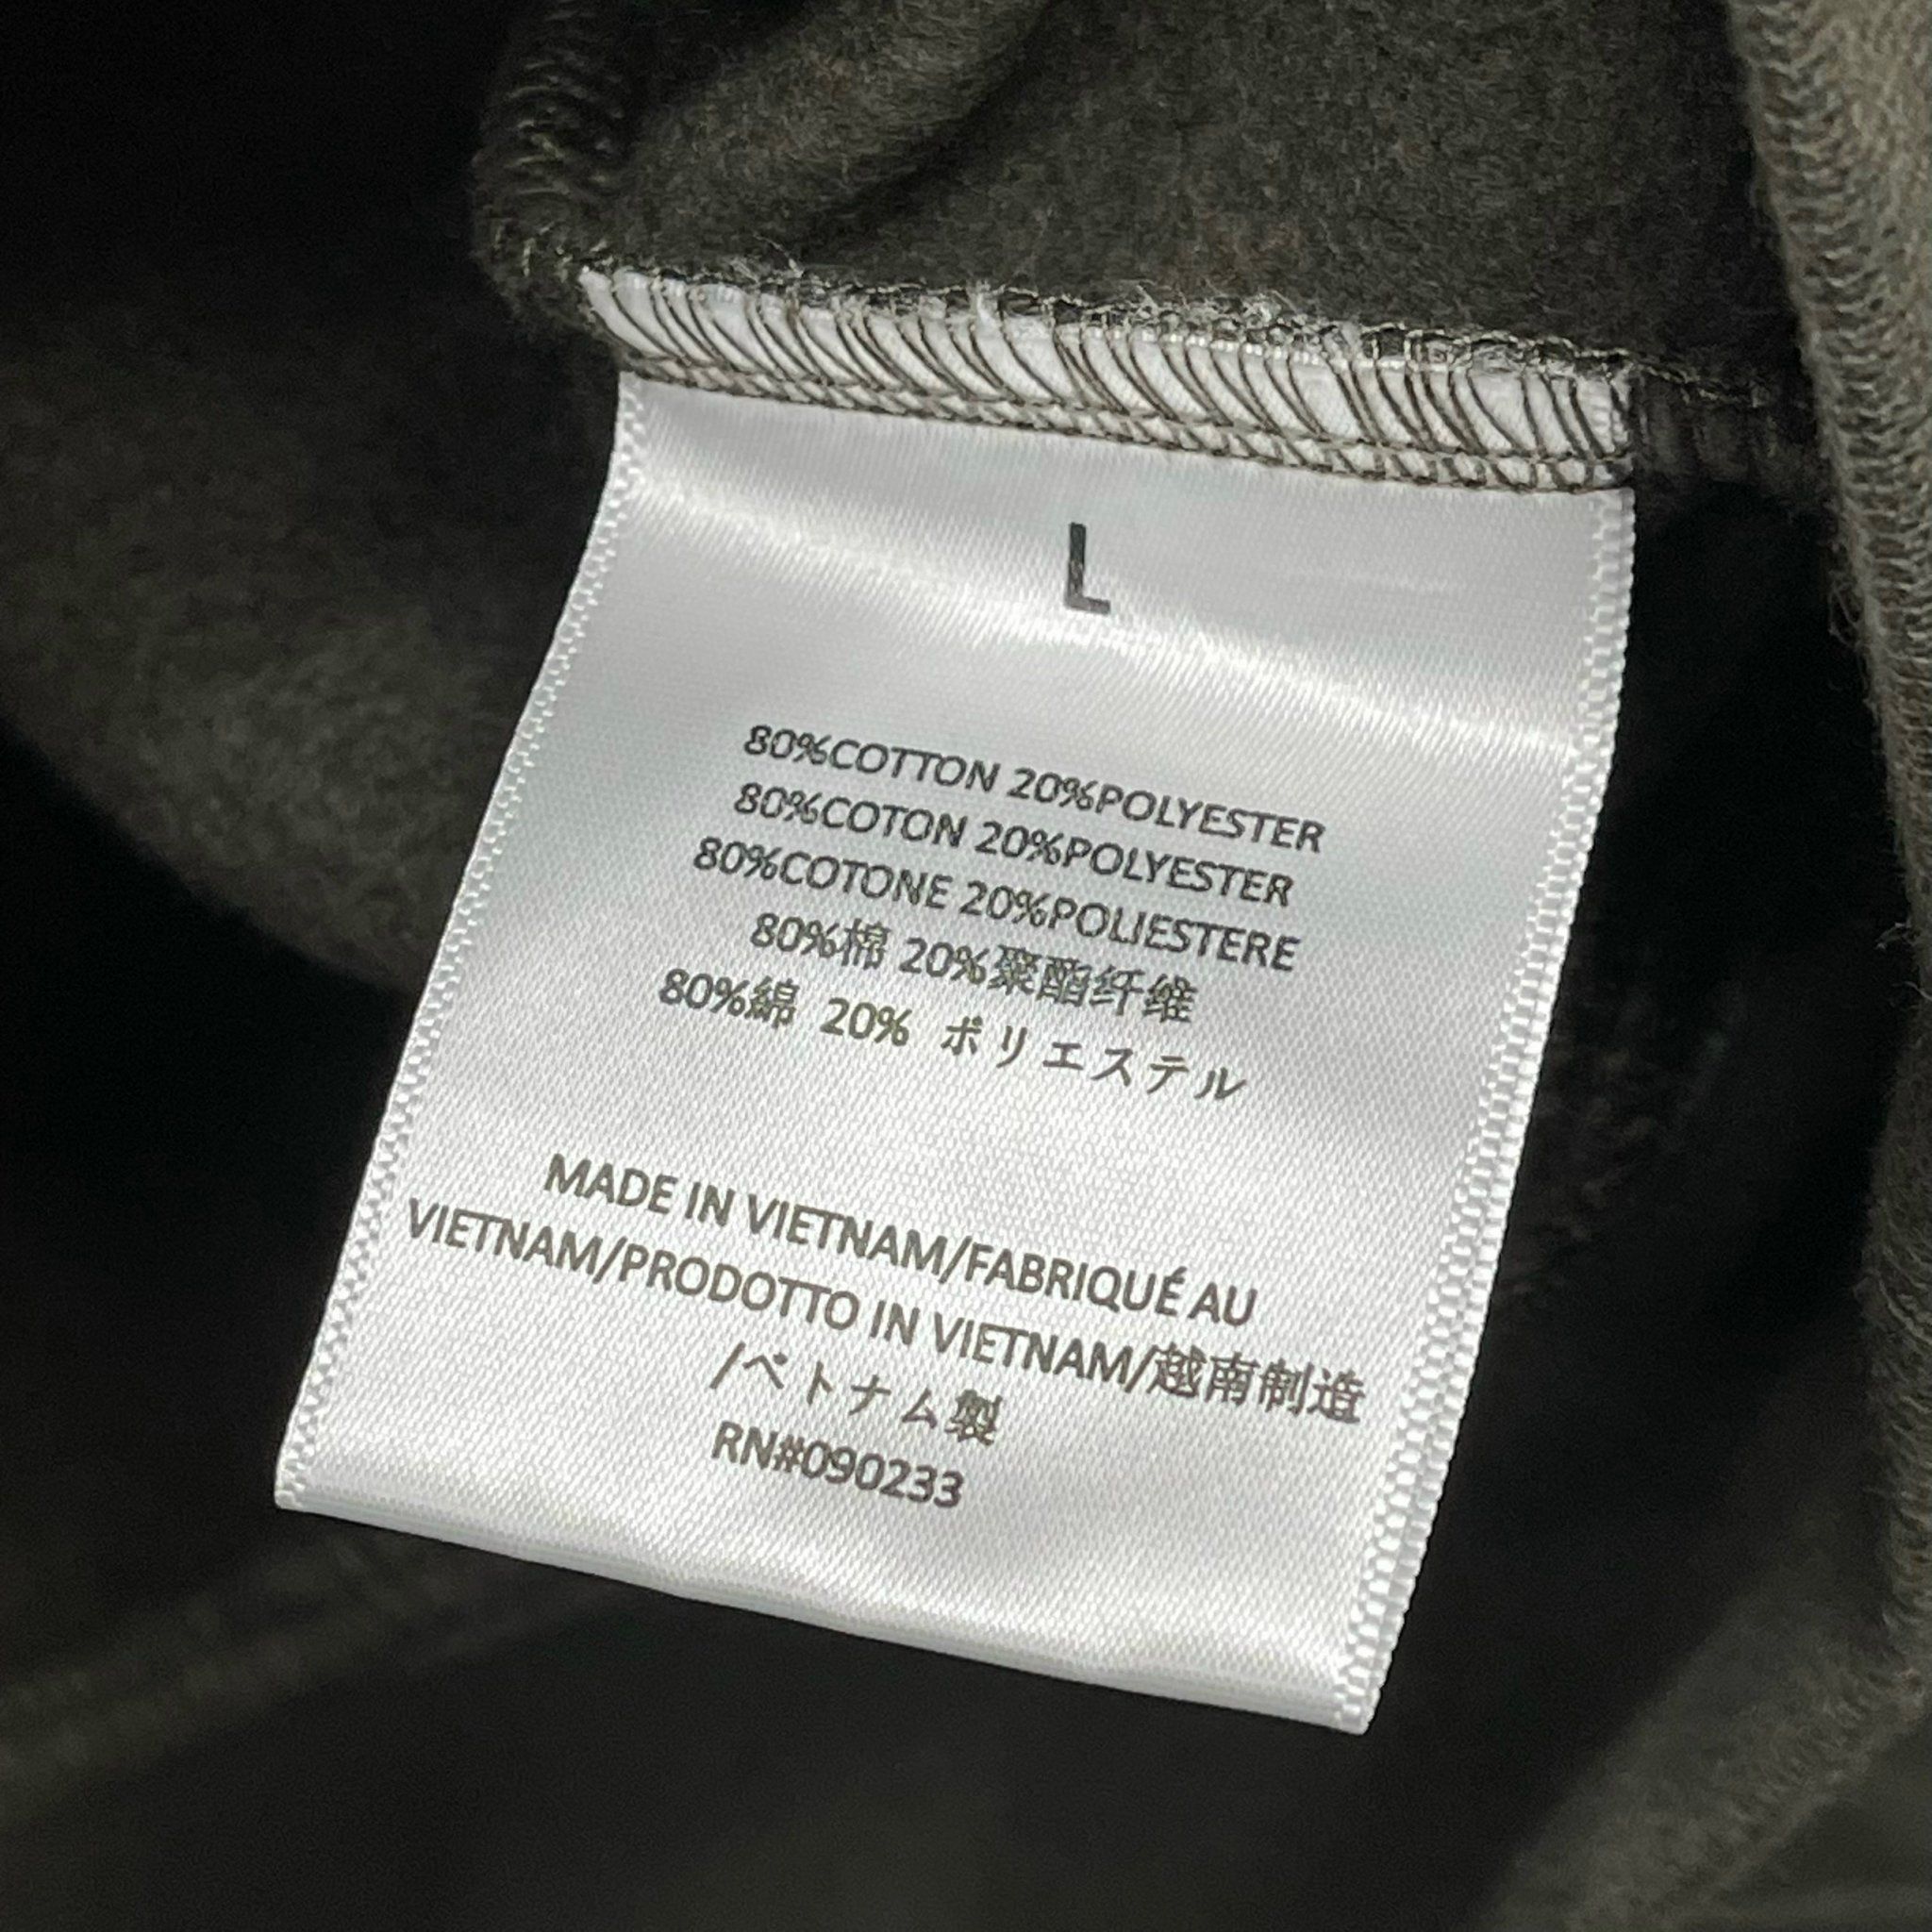 L
80%COTTON 20%POLYESTER
80%COTON 20%POLYESTER
80%COTONE 20%POLIESTERE
80%棉 20%聚酯纤维
80%綿 20% ポリエステル
MADE IN VIETNAM/FABRIQUÉ AU
VIETNAM/PRODOTTO IN VIETNAM/越南制造
/ベトナム製
RN#090233